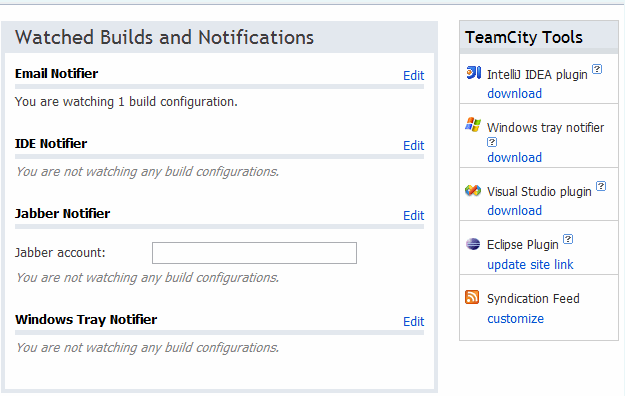 Watched Builds and Notifications
Email Notifier
Edit
You are watching 1 build configuration.
IDE Notifier
Edit
You are not watching any build configurations.
Jabber Notifier
Edit
Jabber account:
You are not watching any build configurations.
Windows Tray Notifier
Edit
You are not watching any build configurations.
TeamCity Tools
IntelliJ IDEA plugin ?
download
Windows tray notifier
?
download
Visual Studio plugin ?
download
Eclipse Plugin ?
update site link
Syndication Feed
customize